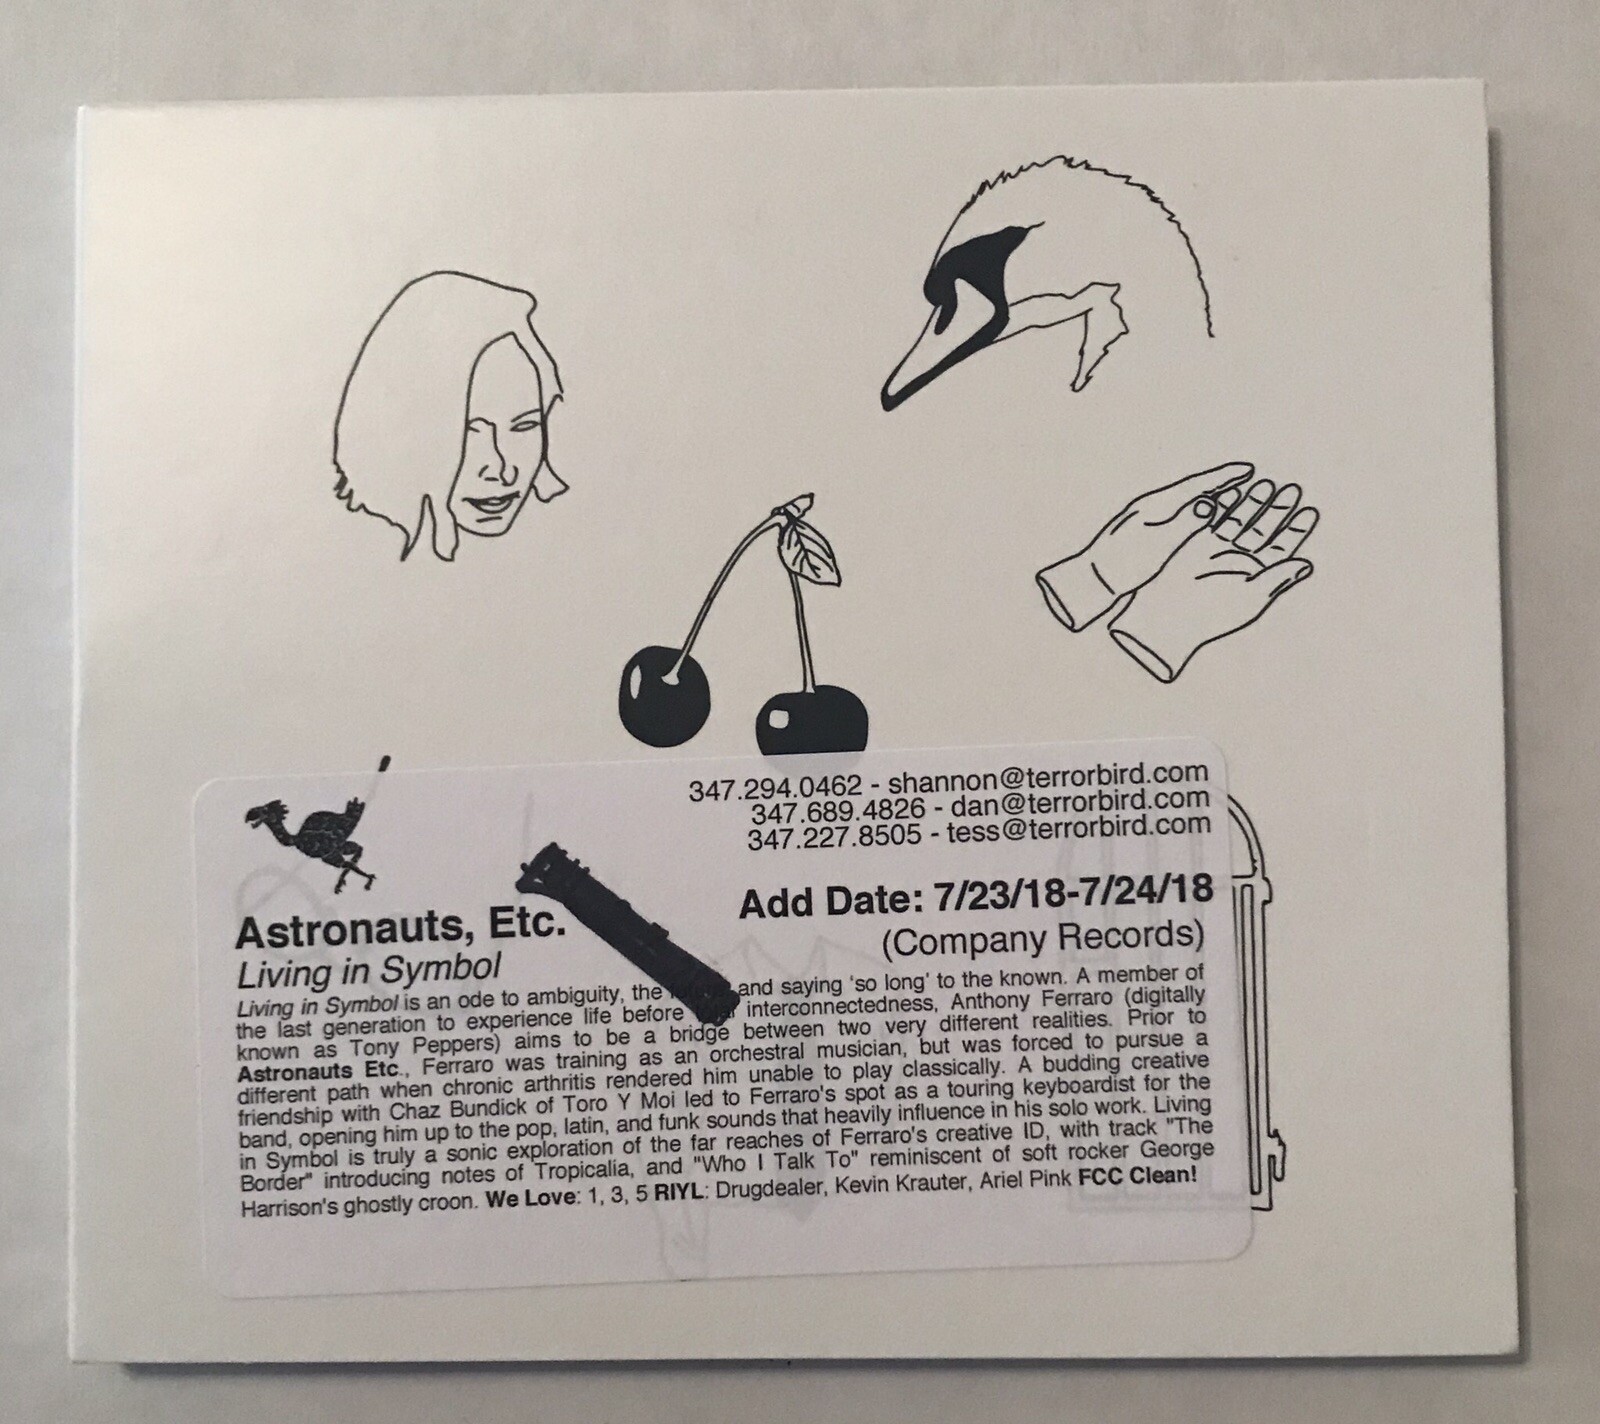 347.294.0462 - shannon@terrorbird.com
347.689.4826 - dan@terrorbird.com
347.227.8505 - tess@terrorbird.com
Add Date: 7/23/18-7/24/18
(Company Records)
Astronauts, Etc.
Living in Symbol
Living in Symbol is an ode to ambiguity, the and saying 'so long' to the known. A member of
the last generation to experience life before interconnectedness, Anthony Ferraro (digitally
known as Tony Peppers) aims to be a bridge between two very different realities. Prior to
Astronauts Etc., Ferraro was training as an orchestral musician, but was forced to pursue a
different path when chronic arthritis rendered him unable to play classically. A budding creative
friendship with Chaz Bundick of Toro Y Moi led to Ferraro's spot as a touring keyboardist for the
band, opening him up to the pop, latin, and funk sounds that heavily influence in his solo work. Living
in Symbol is truly a sonic exploration of the far reaches of Ferraro's creative ID, with track "The
Border" introducing notes of Tropicalia, and "Who I Talk To" reminiscent of soft rocker George
Harrison's ghostly croon. We Love: 1, 3, 5 RIYL: Drugdealer, Kevin Krauter, Ariel Pink FCC Clean!